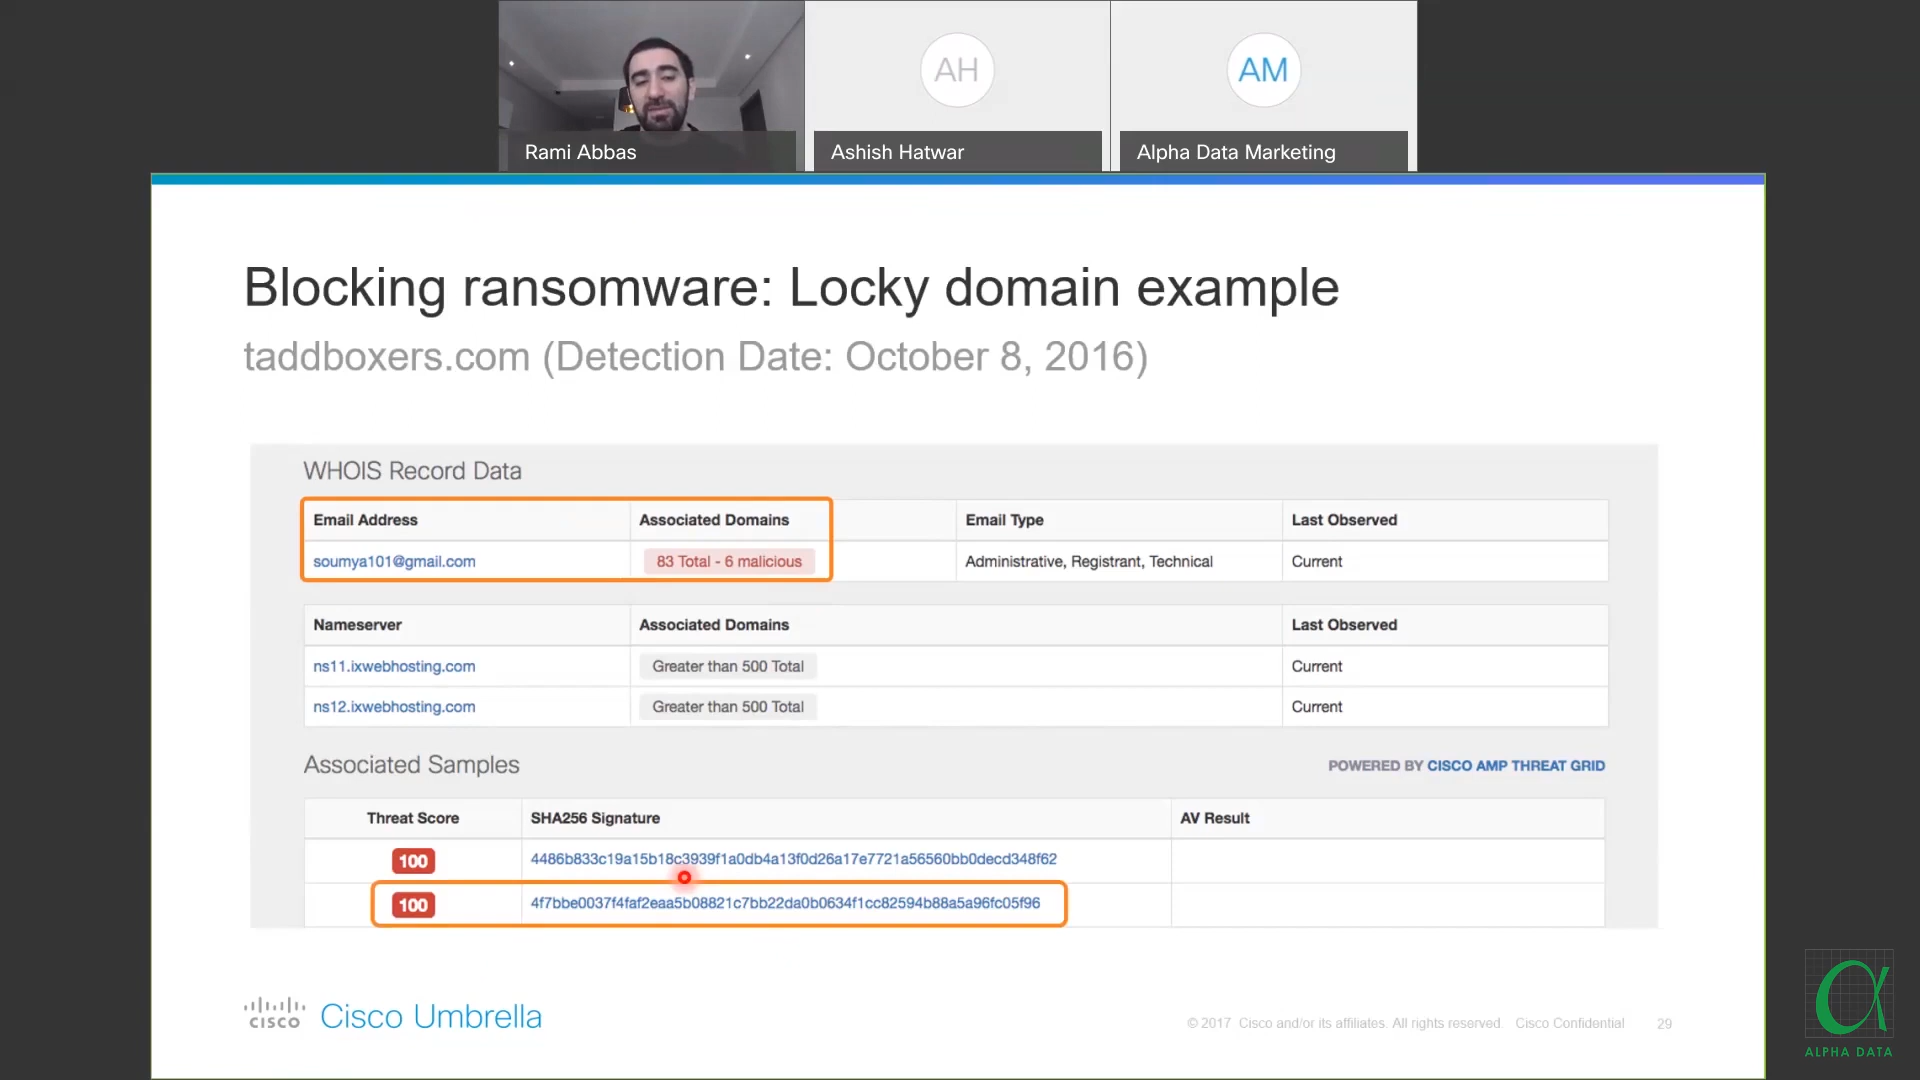 AH
AM
Rami Abbas
Ashish Hatwar
Alpha Data Marketing
Blocking ransomware: Locky domain example
taddboxers.com (Detection Date: October 8, 2016)
WHOIS Record Data
Email Address Associated Domains Email Type Last Observed
soumya101@gmail.com 83 Total - 6 malicious Administrative, Registrant, Technical Current
Nameserver Associated Domains Last Observed
ns11.ixwebhosting.com Greater than 500 Total Current
ns12.ixwebhosting.com Greater than 500 Total Current
Associated Samples POWERED BY CISCO AMP THREAT GRID
Threat Score SHA256 Signature AV Result
100 4486b833c19a15b18c3939f1a0db4a13f0d26a17e7721a56560bb0decd348f62
100 4f7bbe0037f4faf2eaa5b08821c7bb22da0b0634f1cc82594b88a5a96fc05f96
CISCO Cisco Umbrella
© 2017 Cisco and/or its affiliates. All rights reserved. Cisco Confidential 29
ALPHA DATA